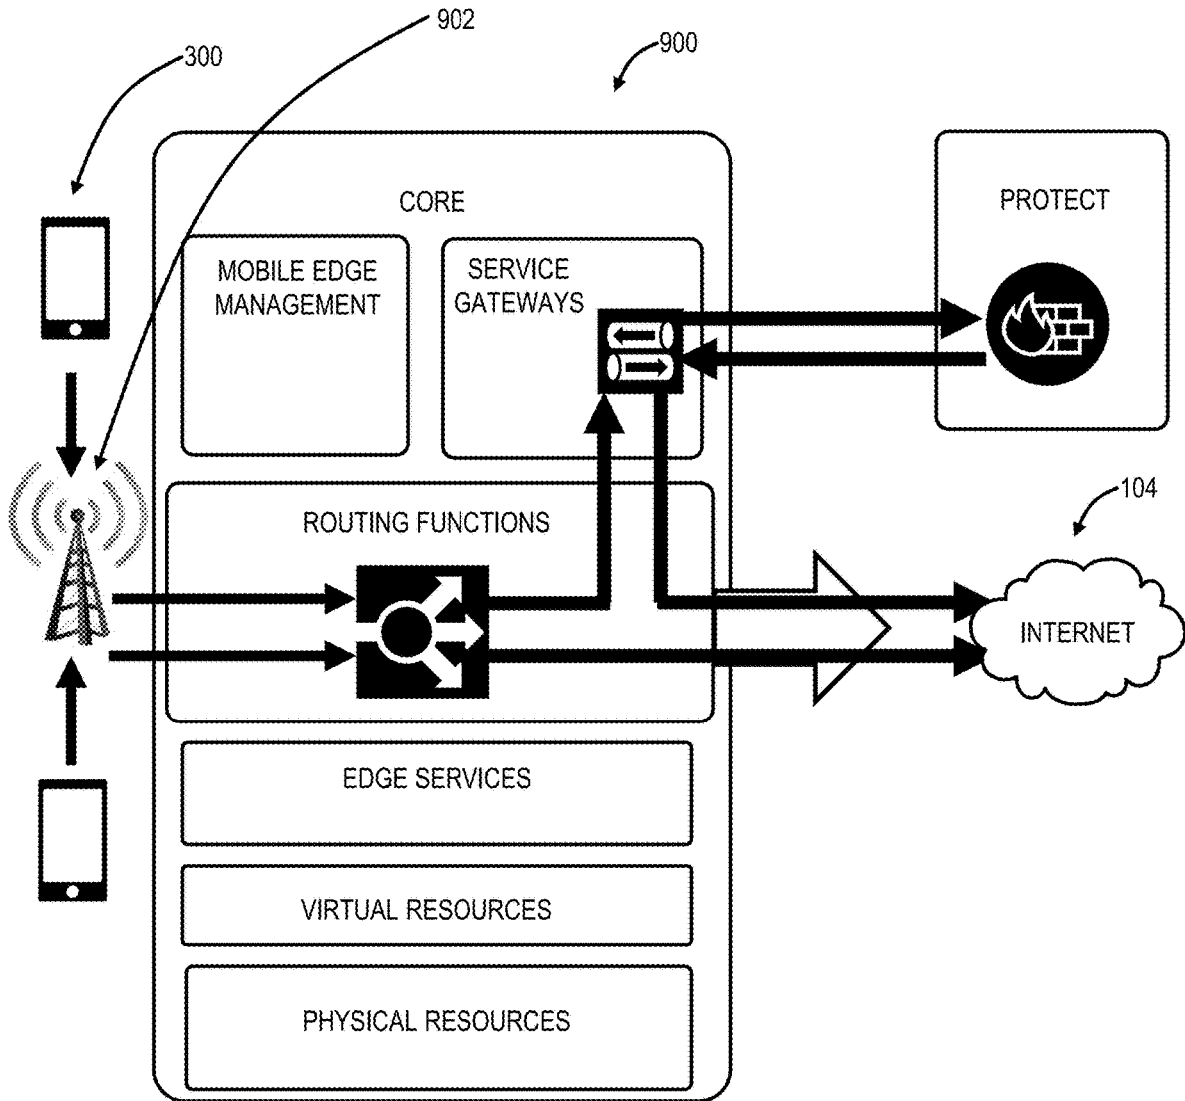 902
300
900
CORE
PROTECT
MOBILE EDGE
MANAGEMENT
SERVICE
GATEWAYS
104
ROUTING FUNCTIONS
INTERNET
EDGE SERVICES
VIRTUAL RESOURCES
PHYSICAL RESOURCES